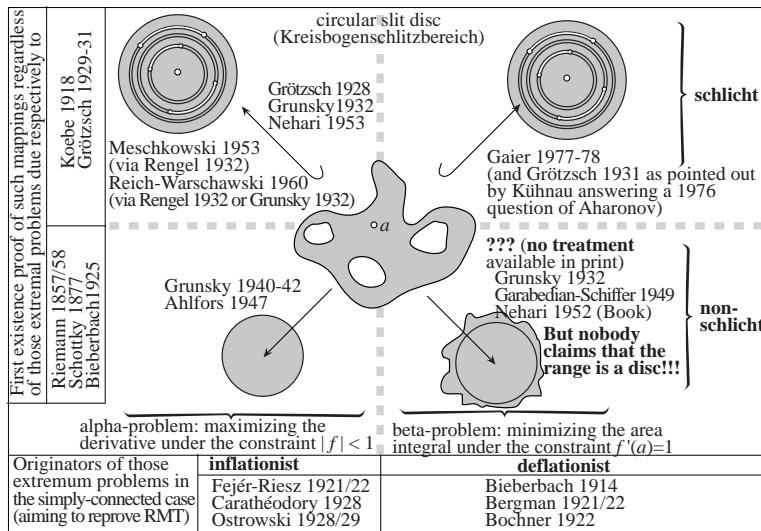 First existence proof of such mappings regardless
of those extremal problems due respectively to
Koebe 1918
Grötzsch 1929-31
Riemann 1857/58
Schottky 1877
Bieberbach1925
circular slit disc
(Kreisbogenschlitzbereich)
Grötzsch 1928
Grunsky1932
Nehari 1953
Meschkowski 1953
(via Rengel 1932)
Reich-Warschawski 1960
(via Rengel 1932 or Grunsky 1932)
schlicht
Gaier 1977-78
(and Grötzsch 1931 as pointed out
by Kühnau answering a 1976
question of Aharonov)
a
Grunsky 1940-42
Ahlfors 1947
??? (no treatment
available in print)
Grunsky 1932
Garabedian-Schiffer 1949
Nehari 1952 (Book)
But nobody
claims that the
range is a disc!!!
non-
schlicht
alpha-problem: maximizing the
derivative under the constraint |f| < 1
beta-problem: minimizing the area
integral under the constraint f'(a)=1
Originators of those
extremum problems in
the simply-connected case
(aiming to reprove RMT)
inflationist
Fejér-Riesz 1921/22
Carathéodory 1928
Ostrowski 1928/29
deflationist
Bieberbach 1914
Bergman 1921/22
Bochner 1922